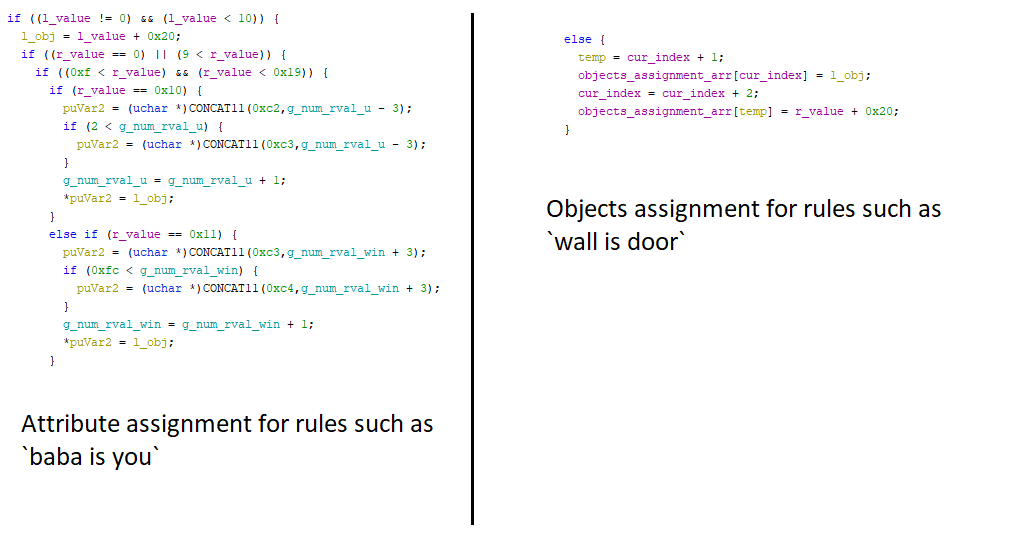 if ((l_value != 0) && (l_value < 10)) {
l_obj = l_value + 0x20;
if ((r_value == 0) || (9 < r_value)) {
if ((0xf < r_value) && (r_value < 0x19)) {
if (r_value == 0x10) {
puVar2 = (uchar *)CONCAT11(0xc2,g_num_rval_u - 3);
if (2 < g_num_rval_u) {
puVar2 = (uchar *)CONCAT11(0xc3,g_num_rval_u - 3);
}
g_num_rval_u = g_num_rval_u + 1;
*puVar2 = l_obj;
}
else if (r_value == 0x11) {
puVar2 = (uchar *)CONCAT11(0xc3,g_num_rval_win + 3);
if (0xfc < g_num_rval_win) {
puVar2 = (uchar *)CONCAT11(0xc4,g_num_rval_win + 3);
}
g_num_rval_win = g_num_rval_win + 1;
*puVar2 = l_obj;
}
Attribute assignment for rules such as
`baba is you`
else {
temp = cur_index + 1;
objects_assignment_arr[cur_index] = l_obj;
cur_index = cur_index + 2;
objects_assignment_arr[temp] = r_value + 0x20;
}
Objects assignment for rules such as
`wall is door`